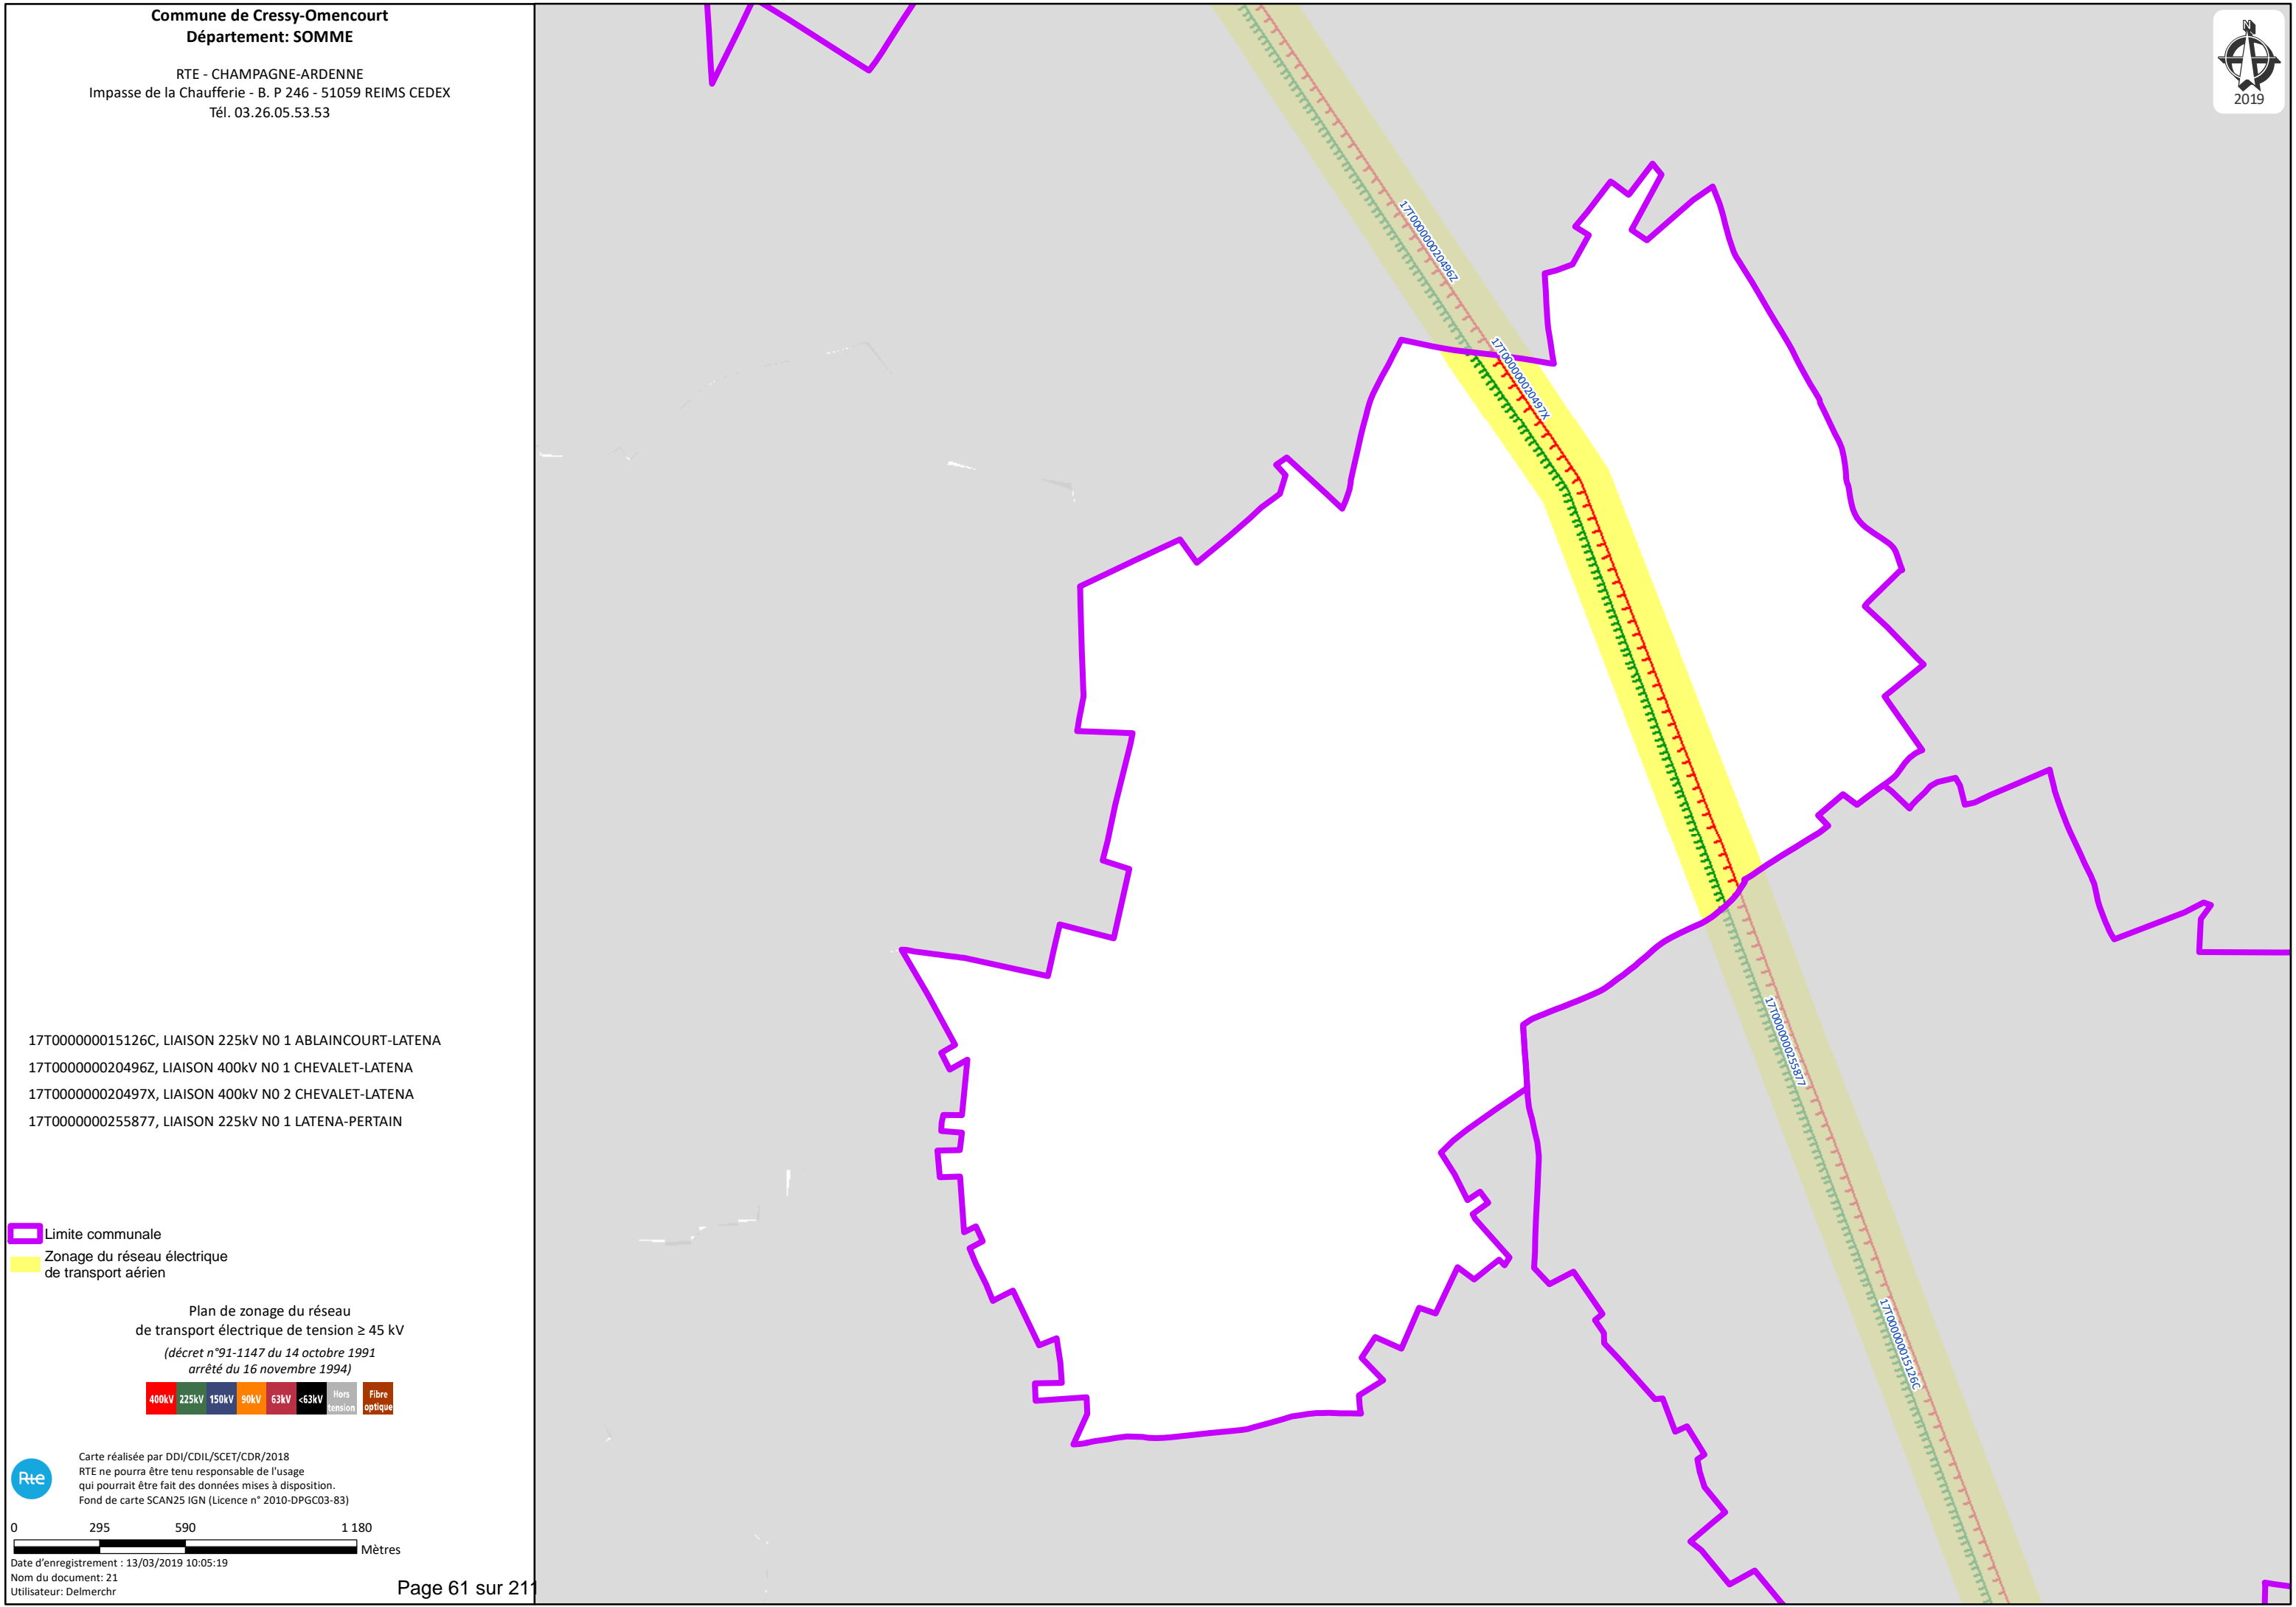 Commune de Cressy-Omencourt
Département: SOMME
RTE - CHAMPAGNE-ARDENNE
Impasse de la Chaufferie - B. P 246 - 51059 REIMS CEDEX
Tél. 03.26.05.53.53
17T000000015126C, LIAISON 225kV N0 1 ABLAINCOURT-LATENA
17T000000020496Z, LIAISON 400kV N0 1 CHEVALET-LATENA
17T000000020497X, LIAISON 400kV N0 2 CHEVALET-LATENA
17T0000000255877, LIAISON 225kV N0 1 LATENA-PERTAIN
Limite communale
Zonage du réseau électrique
de transport aérien
Plan de zonage du réseau
de transport électrique de tension ≥ 45 kV
(décret n°91-1147 du 14 octobre 1991
arrêté du 16 novembre 1994)
400kV 225kV 150kV 90kV 63kV <63kV Hors tension Fibre optique
Rte
Carte réalisée par DDI/CDIL/SCET/CDR/2018
RTE ne pourra être tenu responsable de l'usage
qui pourrait être fait des données mises à disposition.
Fond de carte SCAN25 IGN (Licence n° 2010-DPGC03-83)
0 295 590 1 180
Mètres
Date d'enregistrement : 13/03/2019 10:05:19
Nom du document: 21
Utilisateur: Delmerchr
Page 61 sur 211
N
2019
17T000000020496Z
17T000000020497X
17T0000000255877
17T000000015126C